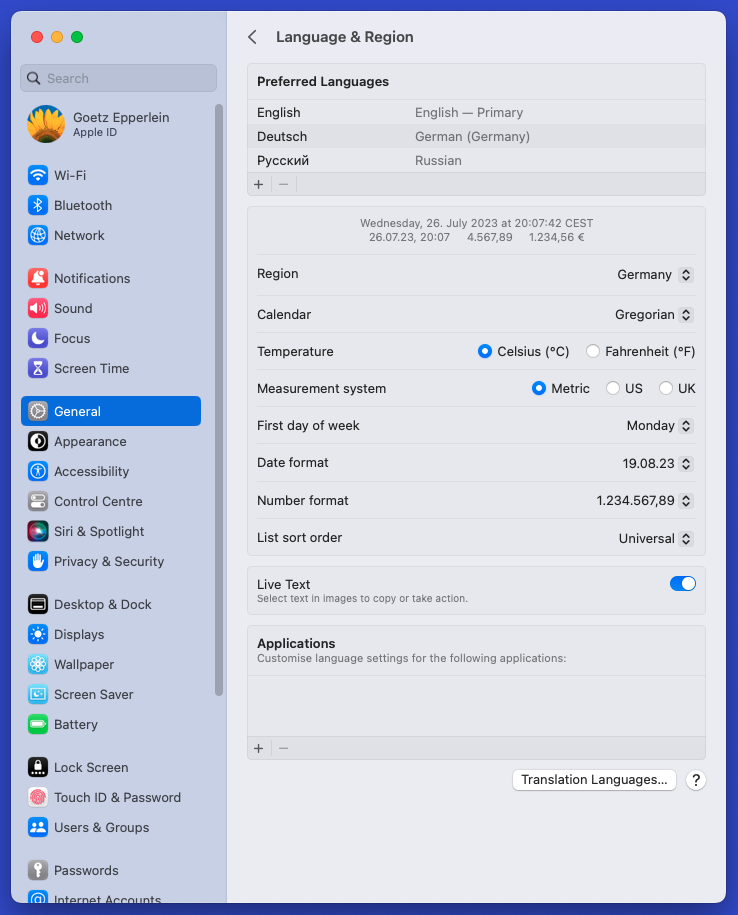 Language & Region
Search
Goetz Epperlein
Apple ID
Wi-Fi
Bluetooth
Network
Notifications
Sound
Focus
Screen Time
General
Appearance
Accessibility
Control Centre
Siri & Spotlight
Privacy & Security
Desktop & Dock
Displays
Wallpaper
Screen Saver
Battery
Lock Screen
Touch ID & Password
Users & Groups
Passwords
Internet Accounts
Preferred Languages
English English — Primary
Deutsch German (Germany)
Русский Russian
+ −
Wednesday, 26. July 2023 at 20:07:42 CEST
26.07.23, 20:07 4.567,89 1.234,56 €
Region Germany
Calendar Gregorian
Temperature Celsius (°C) Fahrenheit (°F)
Measurement system Metric US UK
First day of week Monday
Date format 19.08.23
Number format 1.234.567,89
List sort order Universal
Live Text
Select text in images to copy or take action.
Applications
Customise language settings for the following applications:
+ −
Translation Languages... ?